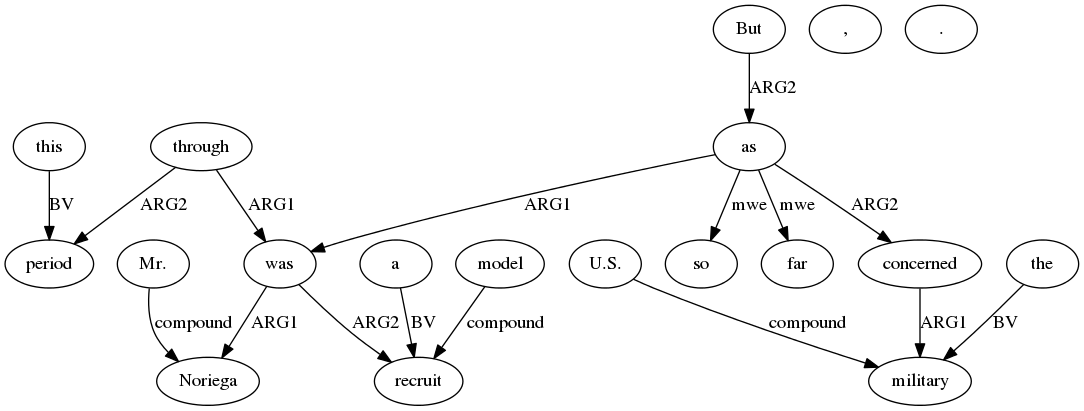 But , .
ARG2
this through as
BV ARG2 ARG1 ARG1 mwe mwe ARG2
period Mr. was a model U.S. so far concerned the
compound ARG1 ARG2 BV compound compound ARG1 BV
Noriega recruit military